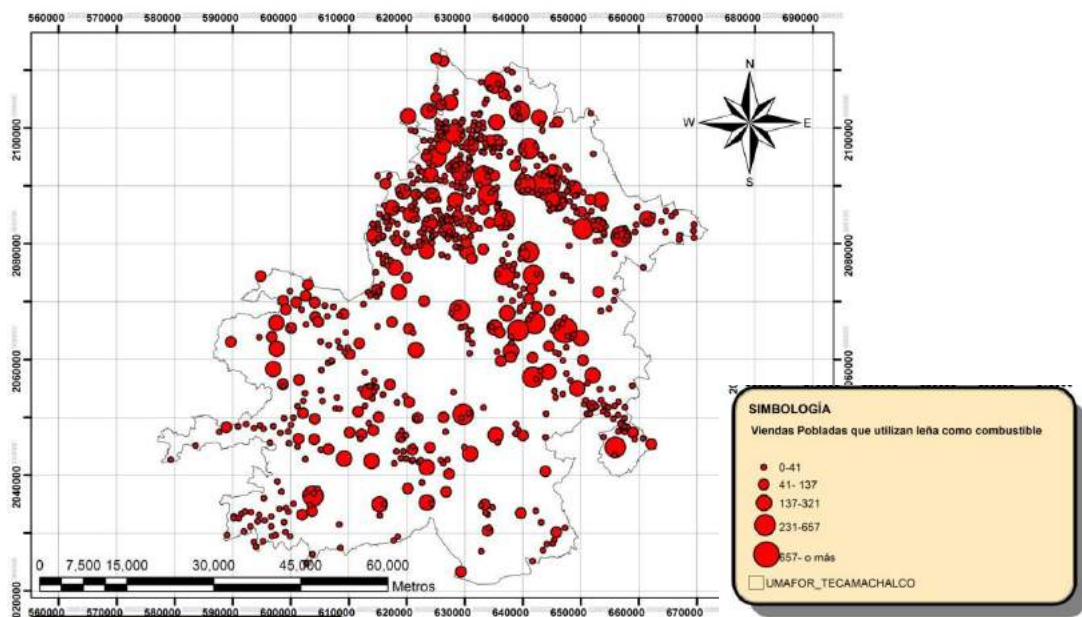 560000 570000 580000 590000 600000 610000 620000 630000 640000 650000 660000 670000 680000 690000
N
W E
S
2100000 2100000
2080000 2080000
2060000 2060000
2040000
0 7,500 15,000 30,000 45,000 60,000
Metros
560000 570000 580000 590000 600000 610000 620000 630000 640000 650000 660000 670000
SIMBOLOGÍA
Viendas Pobladas que utilizan leña como combustible
0-41
41- 137
137-321
231-657
657- o más
UMAFOR_TECAMACHALCO